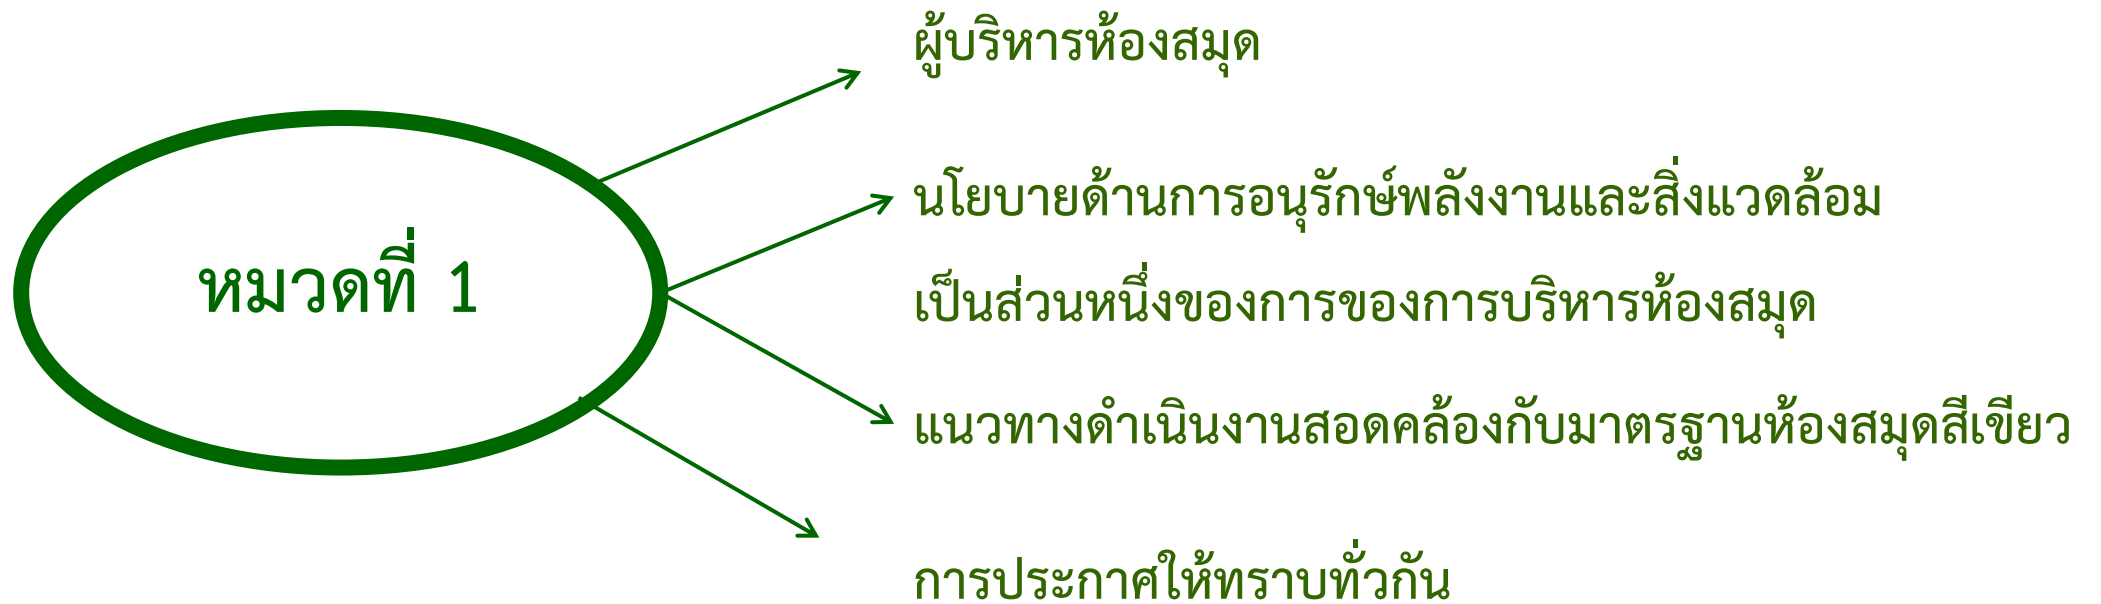 ผู้บริหารห้องสมุด
นโยบายด้านการอนุรักษ์พลังงานและสิ่งแวดล้อม
เป็นส่วนหนึ่งของการของการบริหารห้องสมุด
หมวดที่ 1
แนวทางดำเนินงานสอดคล้องกับมาตรฐานห้องสมุดสีเขียว
การประกาศให้ทราบทั่วกัน